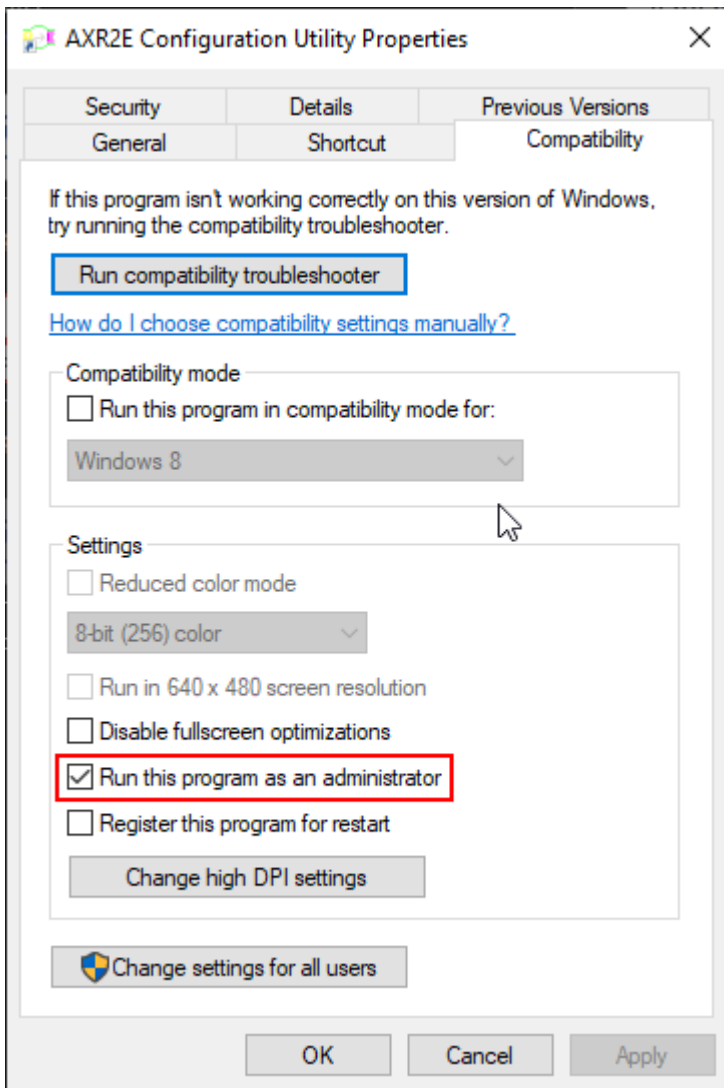 AXR2E Configuration Utility Properties
Security Details Previous Versions
General Shortcut Compatibility
If this program isn't working correctly on this version of Windows,
try running the compatibility troubleshooter.
Run compatibility troubleshooter
How do I choose compatibility settings manually?
Compatibility mode
Run this program in compatibility mode for:
Windows 8
Settings
Reduced color mode
8-bit (256) color
Run in 640 x 480 screen resolution
Disable fullscreen optimizations
Run this program as an administrator
Register this program for restart
Change high DPI settings
Change settings for all users
OK Cancel Apply